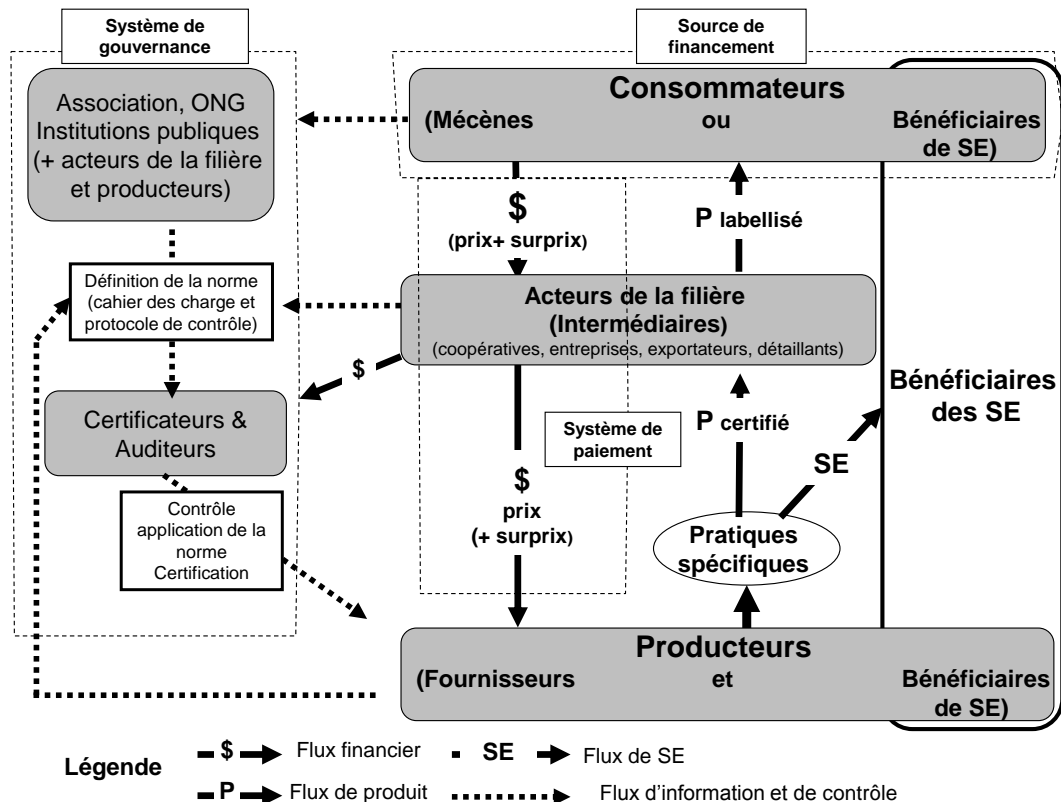 Système de
gouvernance
Source de
financement
Association, ONG
Institutions publiques
(+ acteurs de la filière
et producteurs)
Consommateurs
(Mécènes ou Bénéficiaires
de SE)
$
(prix+ surprix)
P labellisé
Définition de la norme
(cahier des charge et
protocole de contrôle)
Acteurs de la filière
(Intermédiaires)
(coopératives, entreprises, exportateurs, détaillants)
$
Certificateurs &
Auditeurs
Système de
paiement
P certifié
SE
Bénéficiaires
des SE
$
prix
(+ surprix)
Contrôle
application de la
norme
Certification
Pratiques
spécifiques
Producteurs
(Fournisseurs et Bénéficiaires
de SE)
Légende
$ Flux financier
SE Flux de SE
P Flux de produit
Flux d'information et de contrôle